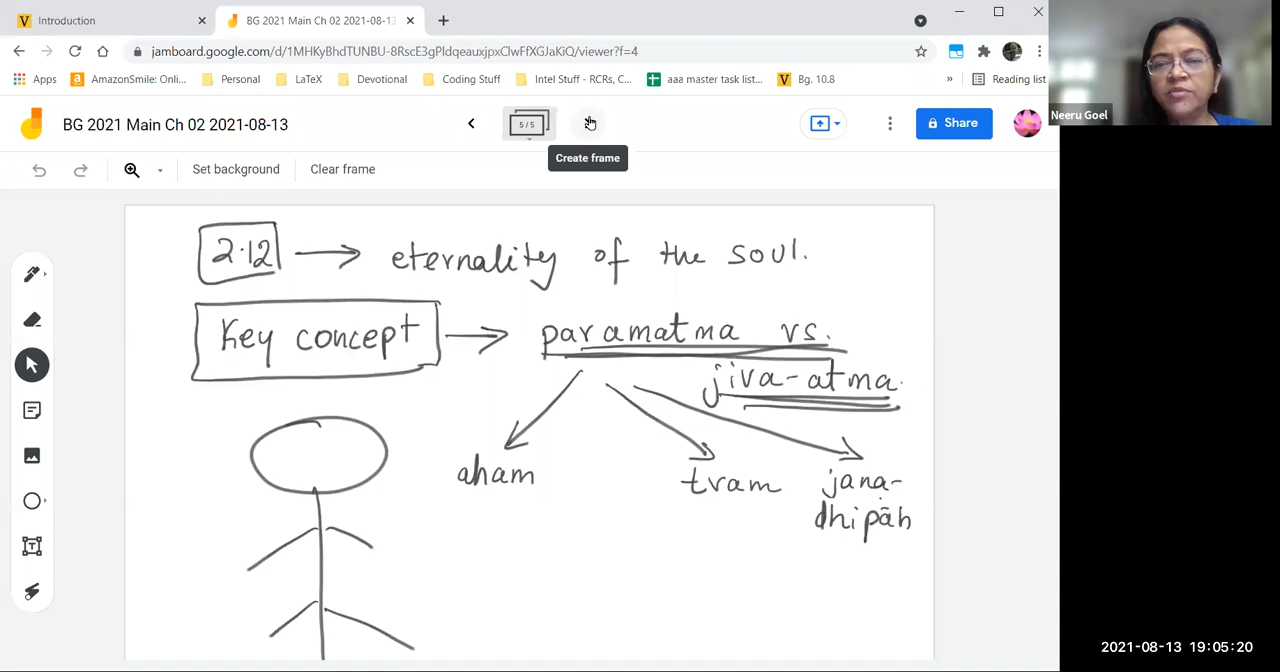 Introduction
BG 2021 Main Ch 02 2021-08-13
jamboard.google.com/d/1MHKyBhdTUNBU-8RscE3gPldqeauxjpxClwFfXGJaKiQ/viewer?f=4
Apps AmazonSmile: Onli... Personal LaTeX Devotional Coding Stuff Intel Stuff - RCRs, C... aaa master task list... Bg. 10.8 » Reading list
Neeru Goel
BG 2021 Main Ch 02 2021-08-13
5 / 5
Share
Create frame
Set background Clear frame
2.12 → eternality of the soul.
Key concept → paramatma vs.
jiva-atma.
aham tvam jana-
dhipāh
2021-08-13 19:05:20